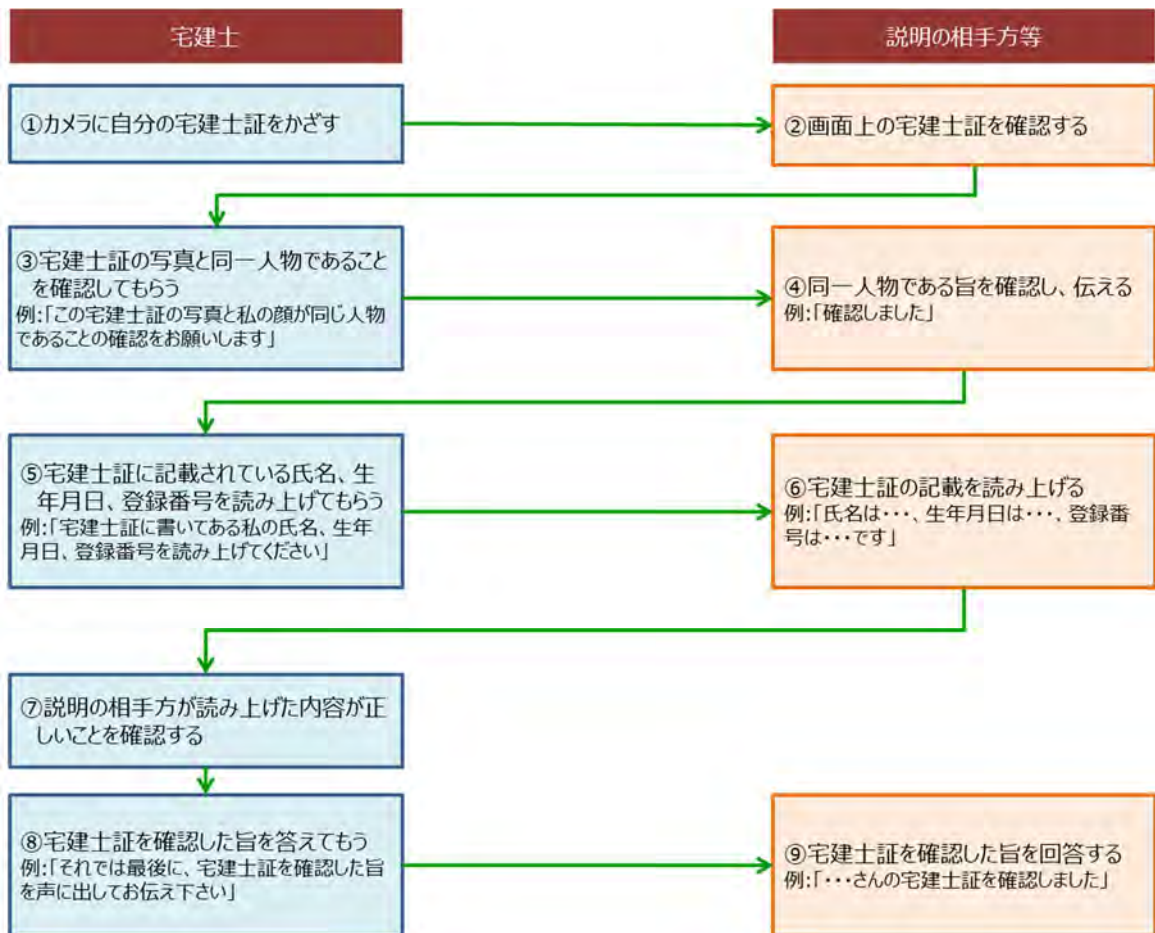 宅建士
説明の相手方等
①カメラに自分の宅建士証をかざす
②画面上の宅建士証を確認する
③宅建士証の写真と同一人物であること
を確認してもらう
例:「この宅建士証の写真と私の顔が同じ人物
であることの確認をお願いします」
④同一人物である旨を確認し、伝える
例:「確認しました」
⑤宅建士証に記載されている氏名、生
年月日、登録番号を読み上げてもらう
例:「宅建士証に書いてある私の氏名、生年
月日、登録番号を読み上げてください」
⑥宅建士証の記載を読み上げる
例:「氏名は・・・、生年月日は・・・、登録番
号は・・・です」
⑦説明の相手方が読み上げた内容が正
しいことを確認する
⑧宅建士証を確認した旨を答えてもう
例:「それでは最後に、宅建士証を確認した旨
を声に出してお伝え下さい」
⑨宅建士証を確認した旨を回答する
例:「・・・さんの宅建士証を確認しました」